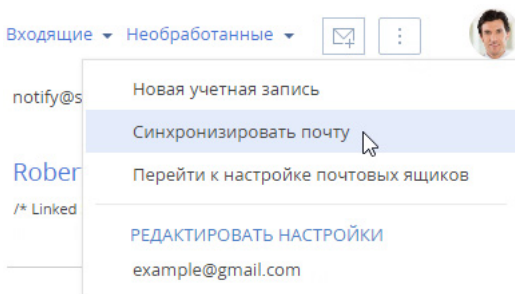 Входящие Необработанные
notify@s
Новая учетная запись
Синхронизировать почту
Rober
Перейти к настройке почтовых ящиков
/* Linked
РЕДАКТИРОВАТЬ НАСТРОЙКИ
example@gmail.com